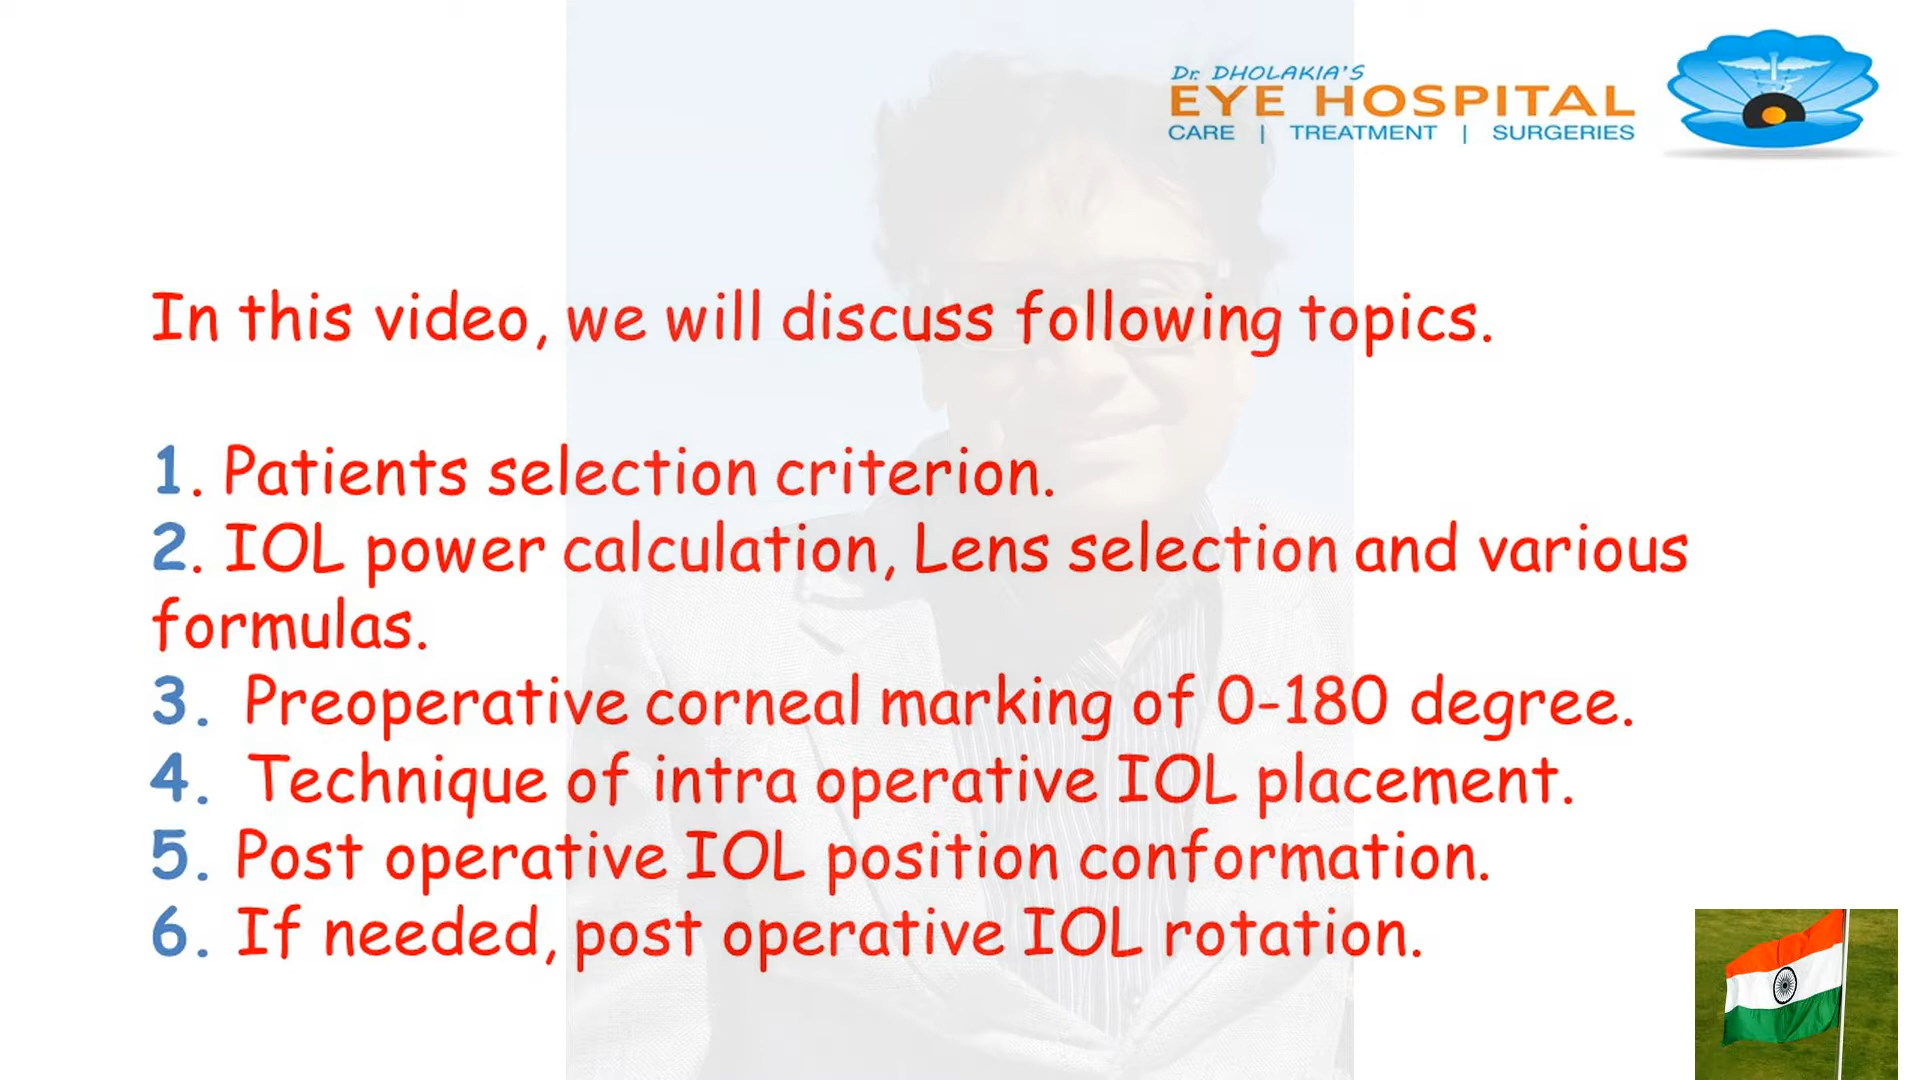 Dr. DHOLAKIA'S
EYE HOSPITAL
CARE | TREATMENT | SURGERIES
In this video, we will discuss following topics.
1. Patients selection criterion.
2. IOL power calculation, Lens selection and various
formulas.
3. Preoperative corneal marking of 0-180 degree.
4. Technique of intra operative IOL placement.
5. Post operative IOL position conformation.
6. If needed, post operative IOL rotation.